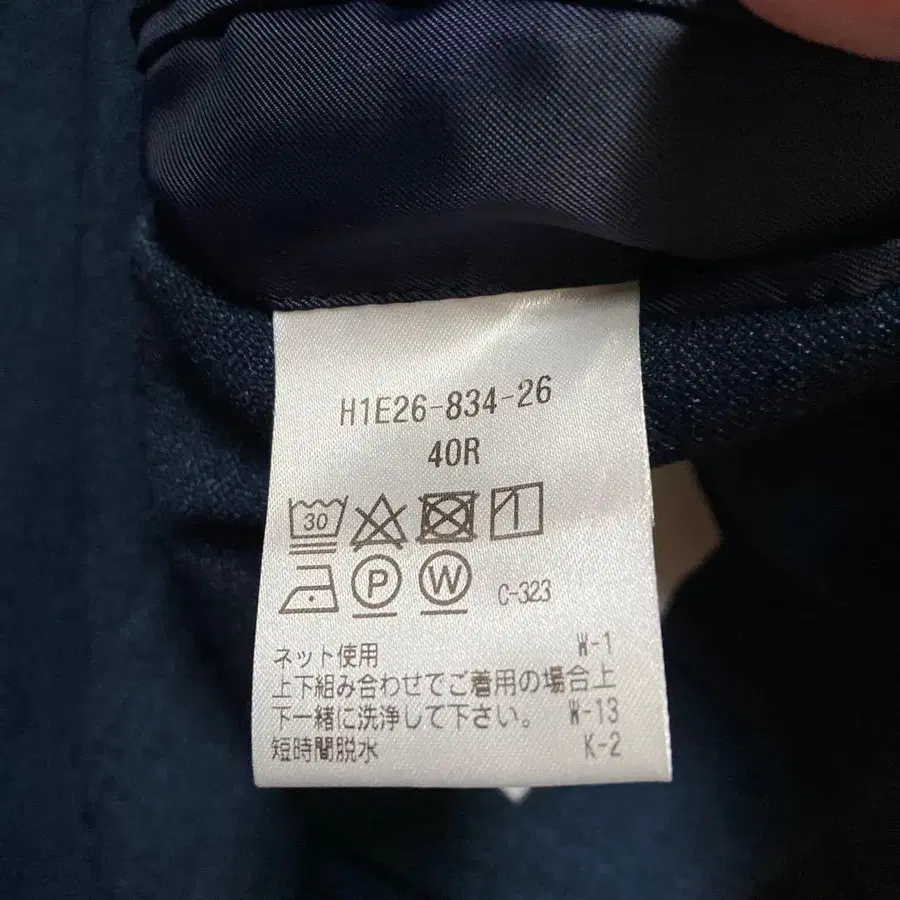 H1E26-834-26
40R
30
P W C-323
ネット使用 W-1
上下組み合わせてご着用の場合上
下一緒に洗浄して下さい。 W-13
短時間脱水 K-2